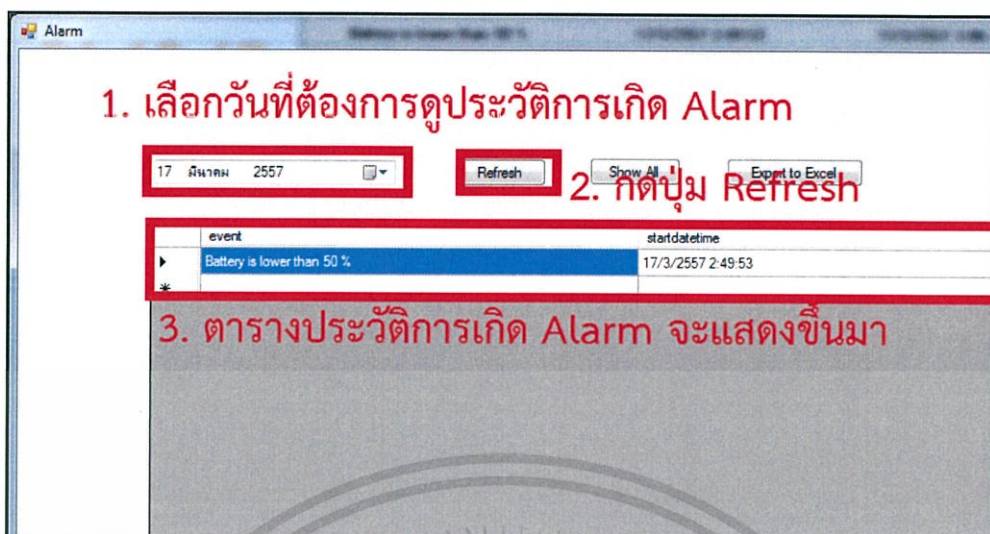 Alarm
1. เลือกวันที่ต้องการดูประวัติการเกิด Alarm
17 มีนาคม 2557
Refresh
Show All
Export to Excel
2. กดปุ่ม Refresh
event startdatetime
Battery is lower than 50 % 17/3/2557 2:49:53
3. ตารางประวัติการเกิด Alarm จะแสดงขึ้นมา